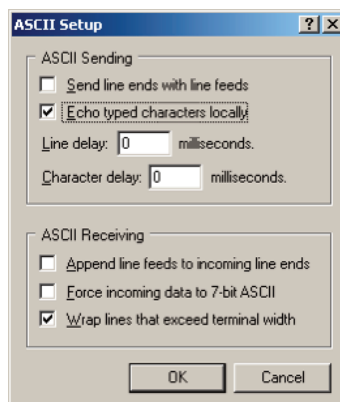 ASCII Setup
ASCII Sending
Send line ends with line feeds
Echo typed characters locally
Line delay: 0 milliseconds.
Character delay: 0 milliseconds.
ASCII Receiving
Append line feeds to incoming line ends
Force incoming data to 7-bit ASCII
Wrap lines that exceed terminal width
OK Cancel